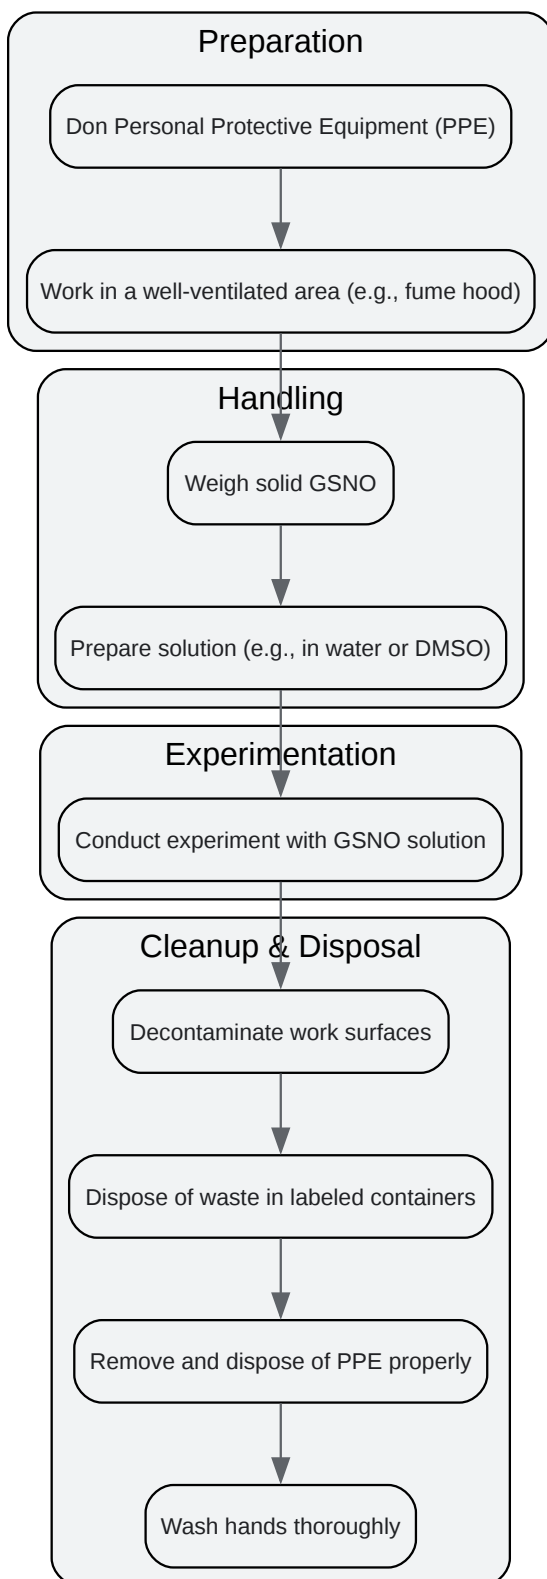 Preparation
Don Personal Protective Equipment (PPE)
Work in a well-ventilated area (e.g., fume hood)
Handling
Weigh solid GSNO
Prepare solution (e.g., in water or DMSO)
Experimentation
Conduct experiment with GSNO solution
Cleanup & Disposal
Decontaminate work surfaces
Dispose of waste in labeled containers
Remove and dispose of PPE properly
Wash hands thoroughly